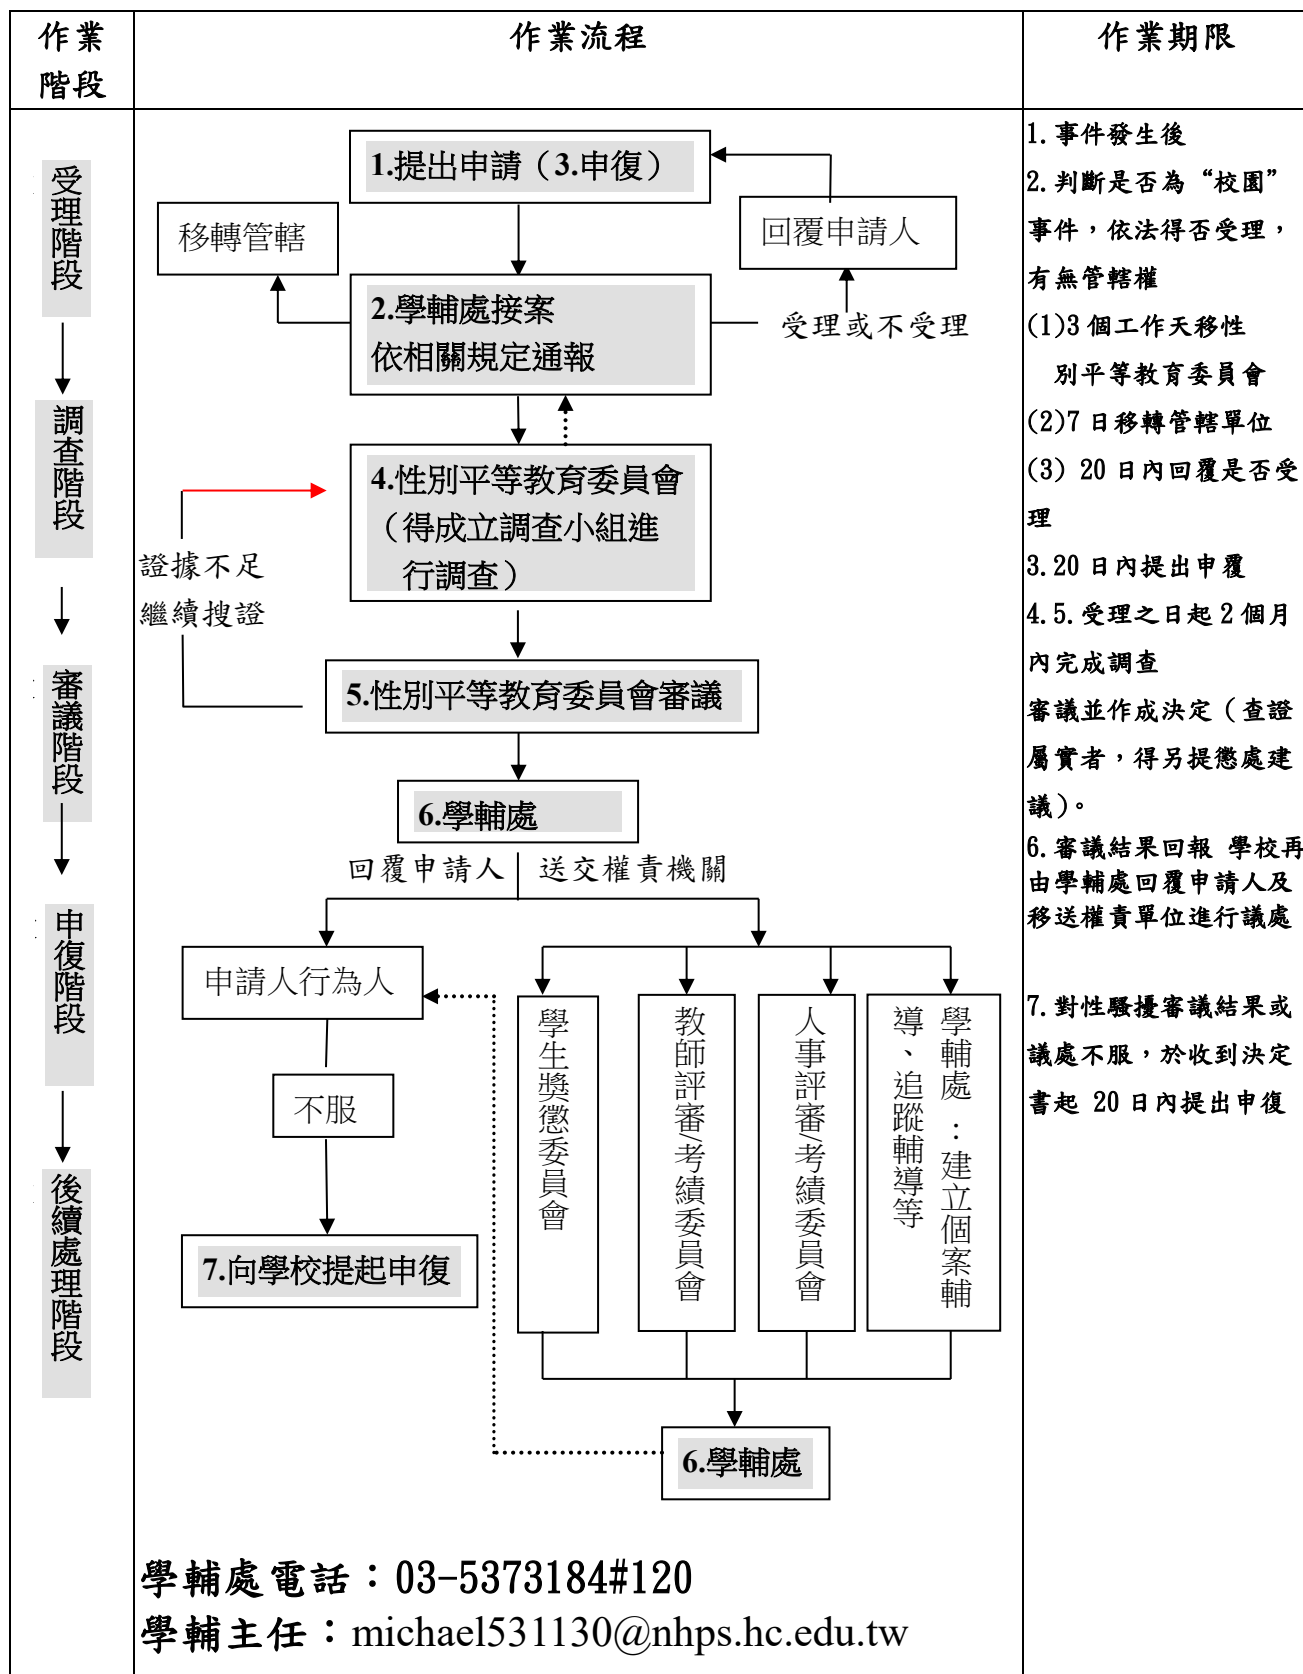 作業
階段
作業流程
作業期限
受理階段
調查階段
審議階段
申復階段
後續處理階段
1.提出申請（3.申復）
移轉管轄
回覆申請人
2.學輔處接案
依相關規定通報
受理或不受理
4.性別平等教育委員會
（得成立調查小組進
行調查）
證據不足
繼續搜證
5.性別平等教育委員會審議
6.學輔處
回覆申請人
送交權責機關
申請人行為人
不服
7.向學校提起申復
學生獎懲委員會
教師評審/考績委員會
人事評審/考績委員會
學輔處：建立個案輔
導、追蹤輔導等
6.學輔處
學輔處電話：03-5373184#120
學輔主任：michael531130@nhps.hc.edu.tw
1.事件發生後
2.判斷是否為“校園”
事件，依法得否受理，
有無管轄權
(1)3 個工作天移性
別平等教育委員會
(2)7 日移轉管轄單位
(3) 20 日內回覆是否受
理
3.20 日內提出申覆
4.5.受理之日起 2 個月
內完成調查
審議並作成決定（查證
屬實者，得另提懲處建
議）。
6.審議結果回報 學校再
由學輔處回覆申請人及
移送權責單位進行議處
7.對性騷擾審議結果或
議處不服，於收到決定
書起 20 日內提出申復